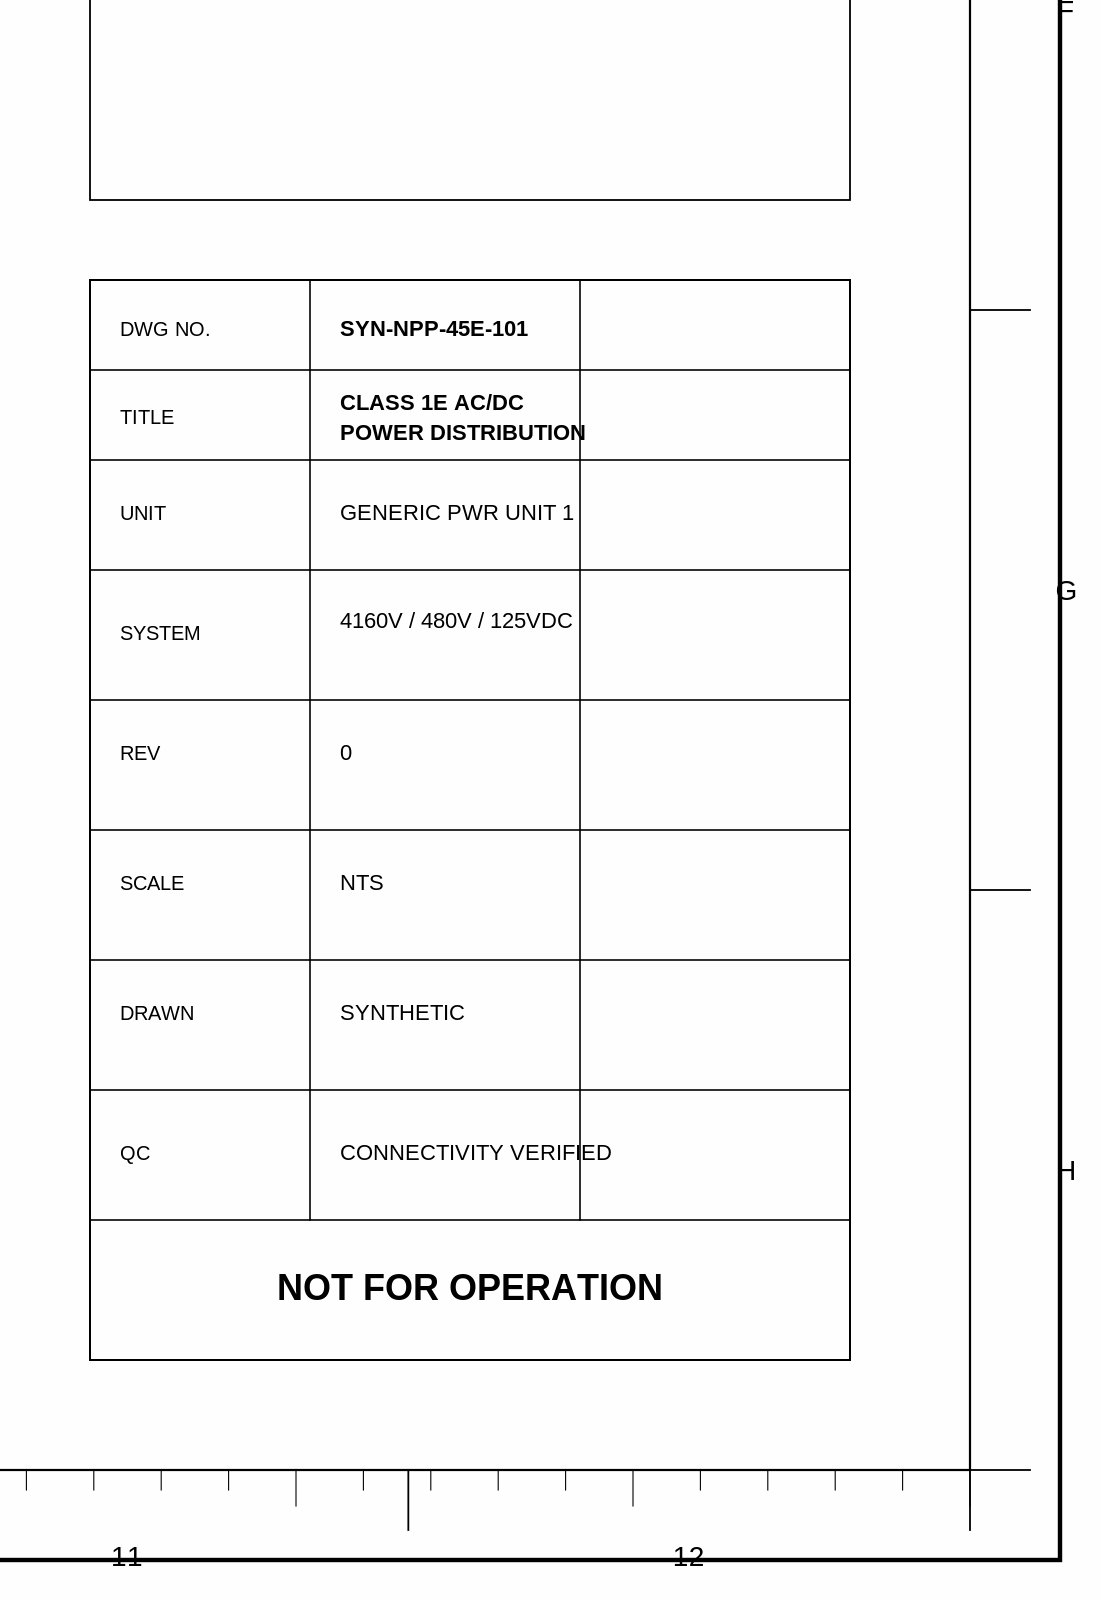 F
DWG NO.
SYN-NPP-45E-101
TITLE
CLASS 1E AC/DC
POWER DISTRIBUTION
UNIT
GENERIC PWR UNIT 1
G
SYSTEM
4160V / 480V / 125VDC
REV
0
SCALE
NTS
DRAWN
SYNTHETIC
QC
CONNECTIVITY VERIFIED
H
NOT FOR OPERATION
11
12